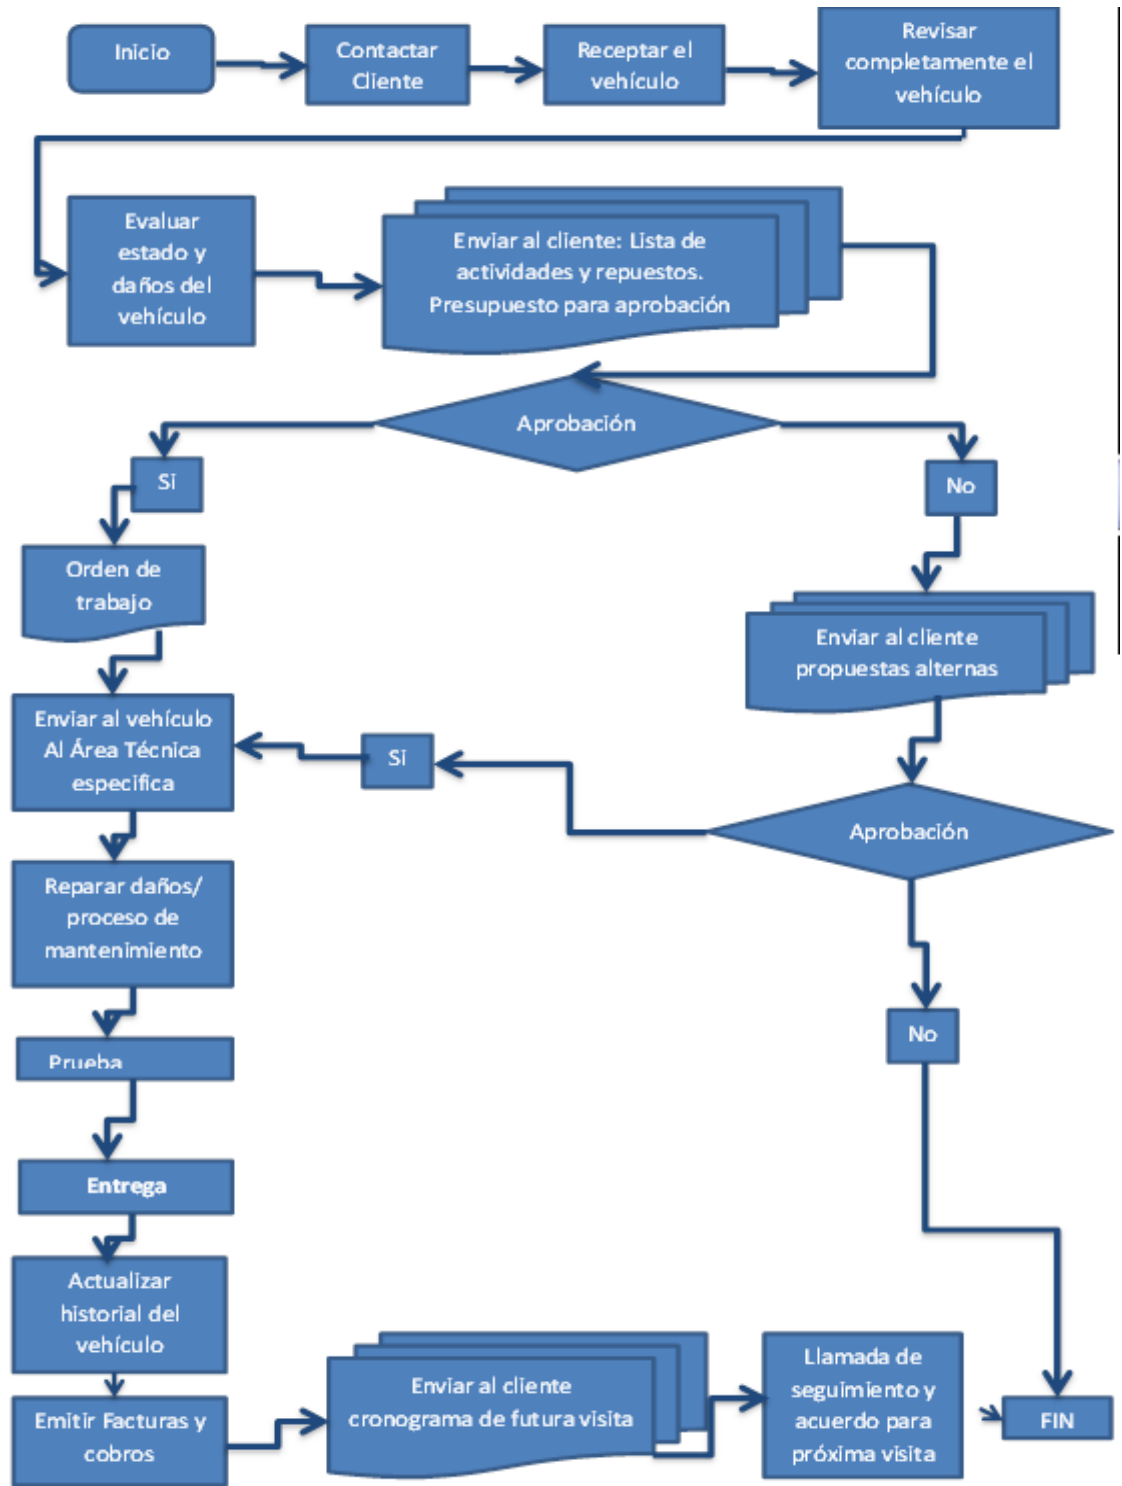 Inicio
Contactar
Cliente
Receptar el
vehículo
Revisar
completamente el
vehículo
Evaluar
estado y
daños del
vehículo
Enviar al cliente: Lista de
actividades y repuestos.
Presupuesto para aprobación
Aprobación
Si
No
Orden de
trabajo
Enviar al cliente
propuestas alternas
Enviar al vehículo
Al Área Técnica
especifica
Si
Aprobación
Reparar daños/
proceso de
mantenimiento
No
Prueba
Entrega
Actualizar
historial del
vehículo
Emitir Facturas y
cobros
Enviar al cliente
cronograma de futura visita
Llamada de
seguimiento y
acuerdo para
próxima visita
FIN